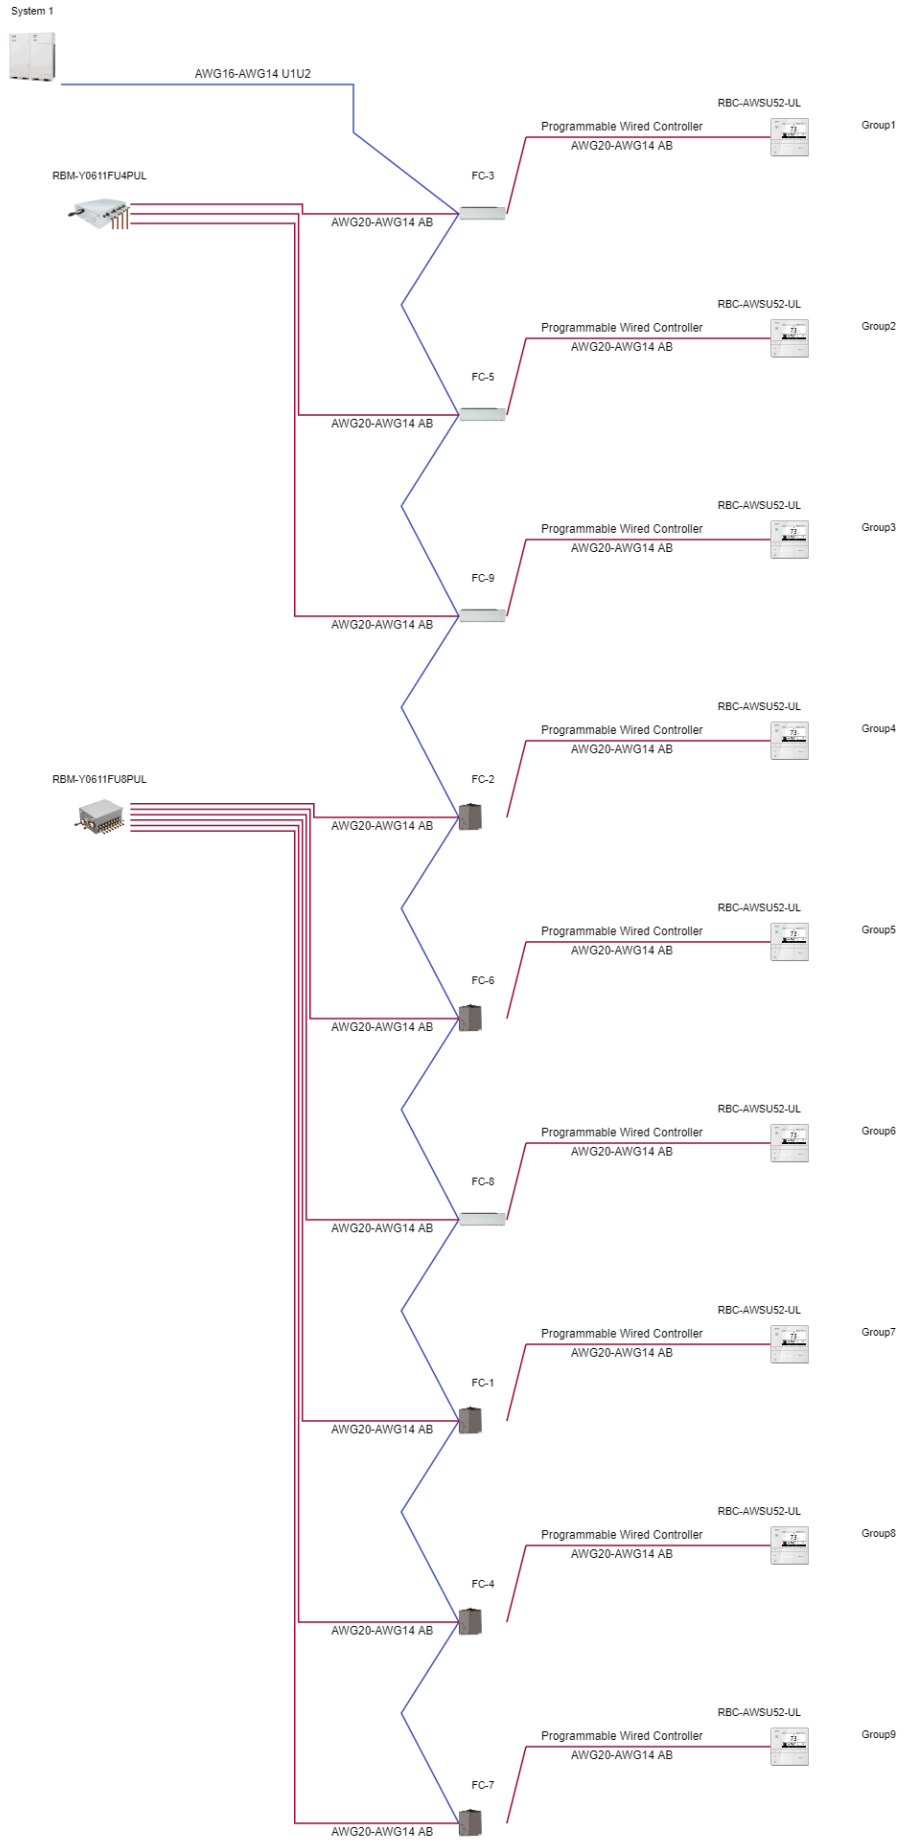 System 1
AWG16-AWG14 U1U2
RBC-AWSU52-UL
Programmable Wired Controller
Group1
AWG20-AWG14 AB
RBM-Y0611FU4PUL
FC-3
AWG20-AWG14 AB
RBC-AWSU52-UL
Programmable Wired Controller
Group2
AWG20-AWG14 AB
FC-5
AWG20-AWG14 AB
RBC-AWSU52-UL
Programmable Wired Controller
Group3
AWG20-AWG14 AB
FC-9
AWG20-AWG14 AB
RBC-AWSU52-UL
Programmable Wired Controller
Group4
AWG20-AWG14 AB
RBM-Y0611FU8PUL
FC-2
AWG20-AWG14 AB
RBC-AWSU52-UL
Programmable Wired Controller
Group5
AWG20-AWG14 AB
FC-6
AWG20-AWG14 AB
RBC-AWSU52-UL
Programmable Wired Controller
Group6
AWG20-AWG14 AB
FC-8
AWG20-AWG14 AB
RBC-AWSU52-UL
Programmable Wired Controller
Group7
AWG20-AWG14 AB
FC-1
AWG20-AWG14 AB
RBC-AWSU52-UL
Programmable Wired Controller
Group8
AWG20-AWG14 AB
FC-4
AWG20-AWG14 AB
RBC-AWSU52-UL
Programmable Wired Controller
Group9
AWG20-AWG14 AB
FC-7
AWG20-AWG14 AB